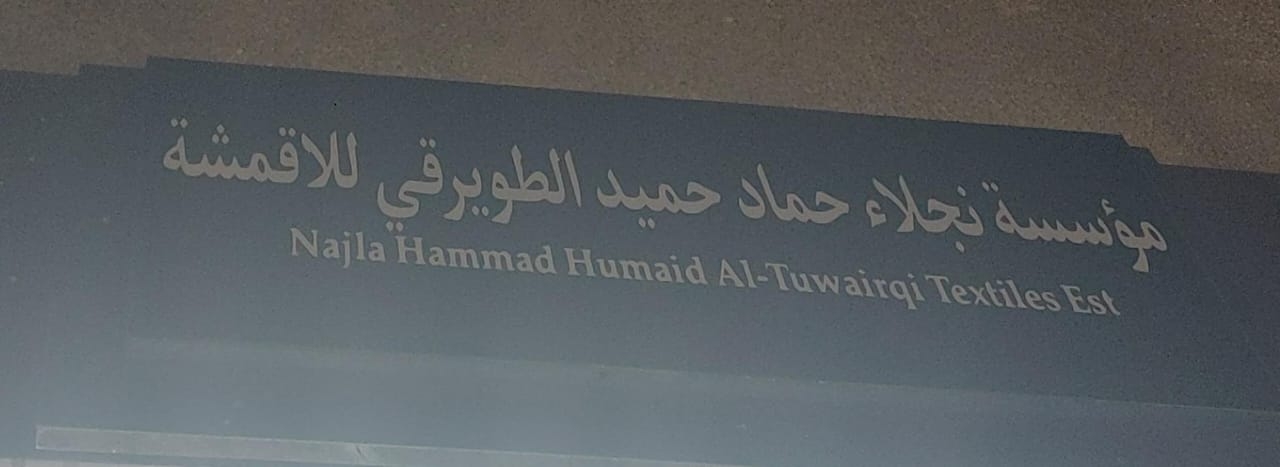 مؤسسة نجلاء حماد حميد الطويرقي للاقمشة
Najla Hammad Humaid Al-Tuwairqi Textiles Est